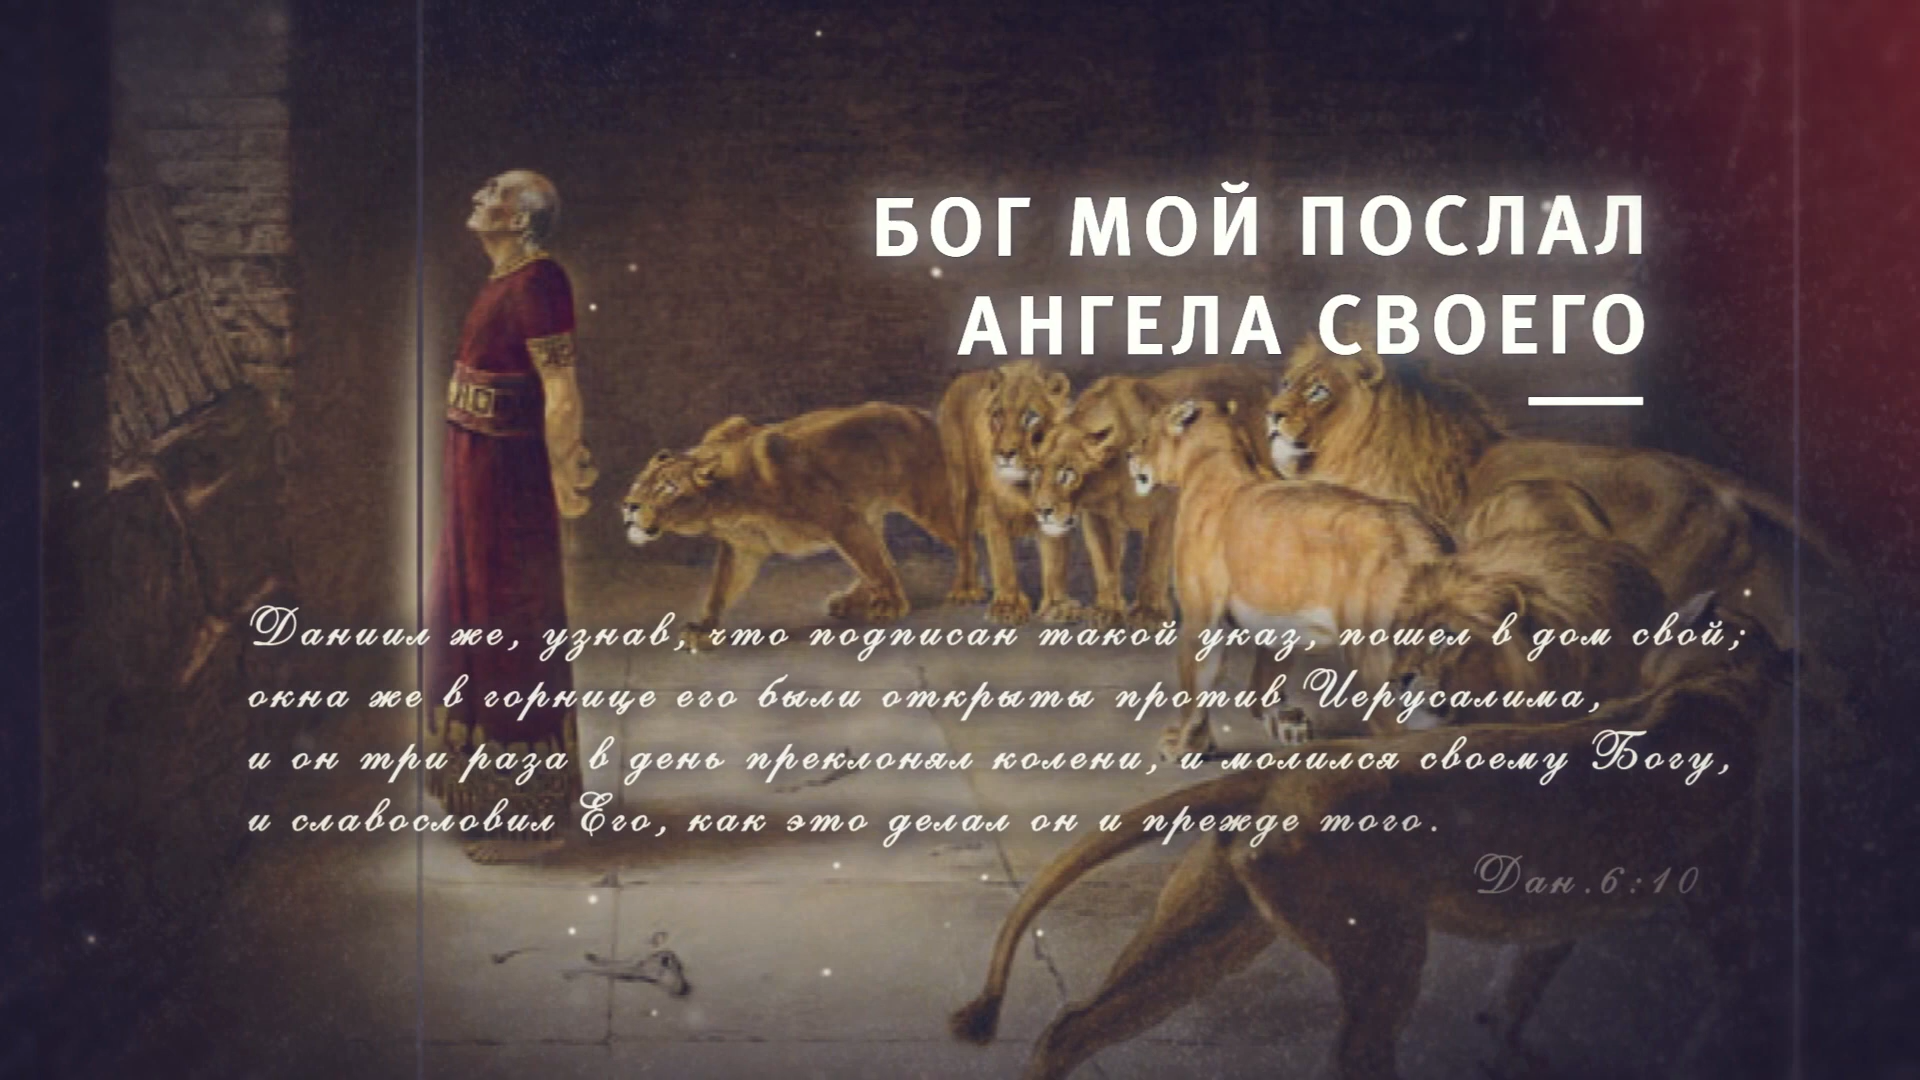 БОГ МОЙ ПОСЛАЛ
АНГЕЛА СВОЕГО
Даниил же, узнав, что подписан такой указ, пошел в дом свой;
окна же в горнице его были открыты против Иерусалима,
и он три раза в день преклонял колени, и молился своему Богу,
и славословил Его, как это делал он и прежде того.
Дан.6:10